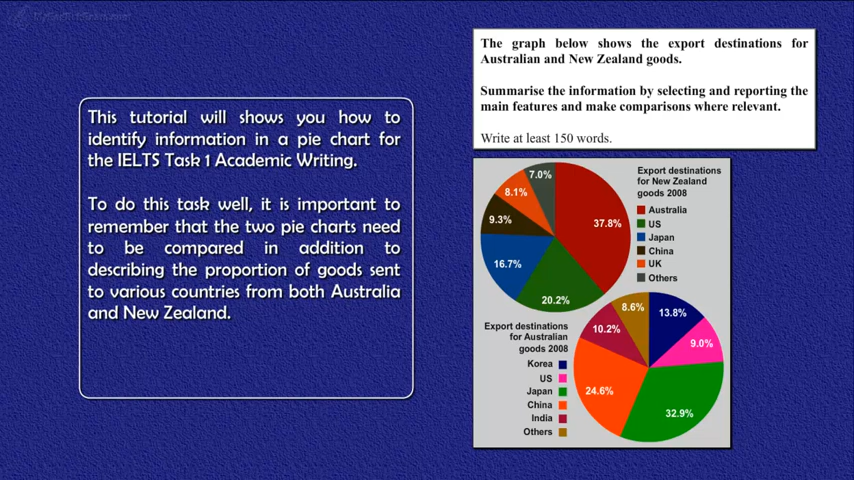 MyExpertScan.com
This tutorial will shows you how to
identify information in a pie chart for
the IELTS Task 1 Academic Writing.
To do this task well, it is important to
remember that the two pie charts need
to be compared in addition to
describing the proportion of goods sent
to various countries from both Australia
and New Zealand.
The graph below shows the export destinations for
Australian and New Zealand goods.
Summarise the information by selecting and reporting the
main features and make comparisons where relevant.
Write at least 150 words.
Export destinations
for New Zealand
goods 2008
Australia
US
Japan
China
UK
Others
7.0%
8.1%
9.3%
37.8%
16.7%
20.2%
Export destinations
for Australian
goods 2008
Korea
US
Japan
China
India
Others
8.6%
13.8%
10.2%
9.0%
24.6%
32.9%